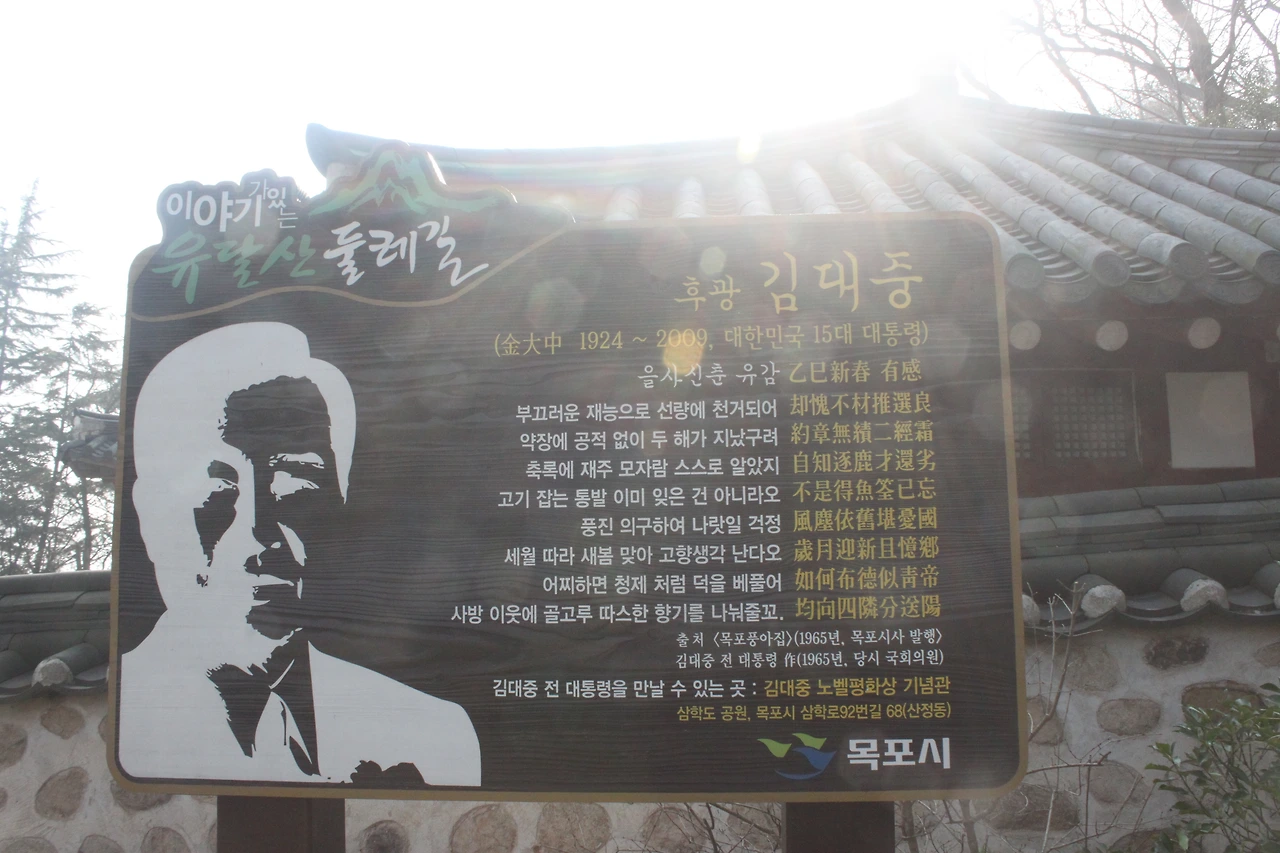 이야기가있는
유달산 둘레길
후광 김대중
(金大中 1924 ~ 2009, 대한민국 15대 대통령)
을사신춘 유감 乙巳新春 有感
부끄러운 재능으로 선량에 천거되어 却愧不材推選良
약장에 공적 없이 두 해가 지났구려 約章無績二經霜
축록에 재주 모자람 스스로 알았지 自知逐鹿才還劣
고기 잡는 통발 이미 잊은 건 아니라오 不是得魚筌已忘
풍진 의구하여 나랏일 걱정 風塵依舊堪憂國
세월 따라 새봄 맞아 고향생각 난다오 歲月迎新且憶鄕
어찌하면 청제 처럼 덕을 베풀어 如何布德似靑帝
사방 이웃에 골고루 따스한 향기를 나눠줄꼬. 均向四隣分送陽
출처 〈목포풍아집〉(1965년, 목포시사 발행)
김대중 전 대통령 作(1965년, 당시 국회의원)
김대중 전 대통령을 만날 수 있는 곳 : 김대중 노벨평화상 기념관
삼학도 공원, 목포시 삼학로92번길 68(산정동)
목포시